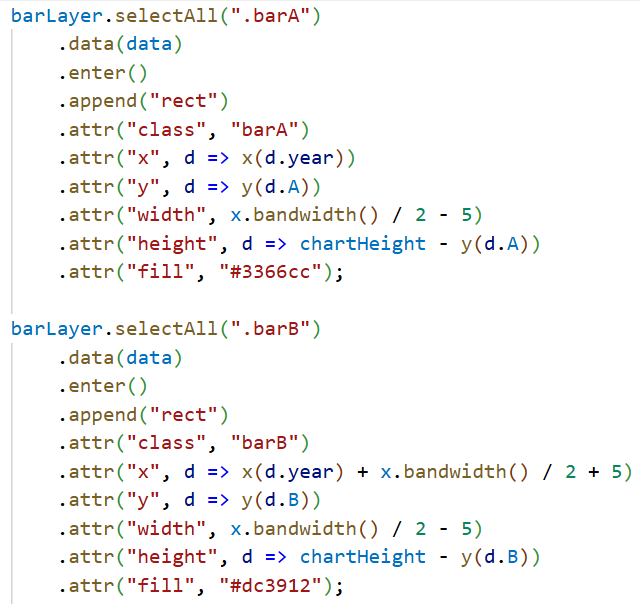 barLayer.selectAll(".barA")
    .data(data)
    .enter()
    .append("rect")
    .attr("class", "barA")
    .attr("x", d => x(d.year))
    .attr("y", d => y(d.A))
    .attr("width", x.bandwidth() / 2 - 5)
    .attr("height", d => chartHeight - y(d.A))
    .attr("fill", "#3366cc");

barLayer.selectAll(".barB")
    .data(data)
    .enter()
    .append("rect")
    .attr("class", "barB")
    .attr("x", d => x(d.year) + x.bandwidth() / 2 + 5)
    .attr("y", d => y(d.B))
    .attr("width", x.bandwidth() / 2 - 5)
    .attr("height", d => chartHeight - y(d.B))
    .attr("fill", "#dc3912");